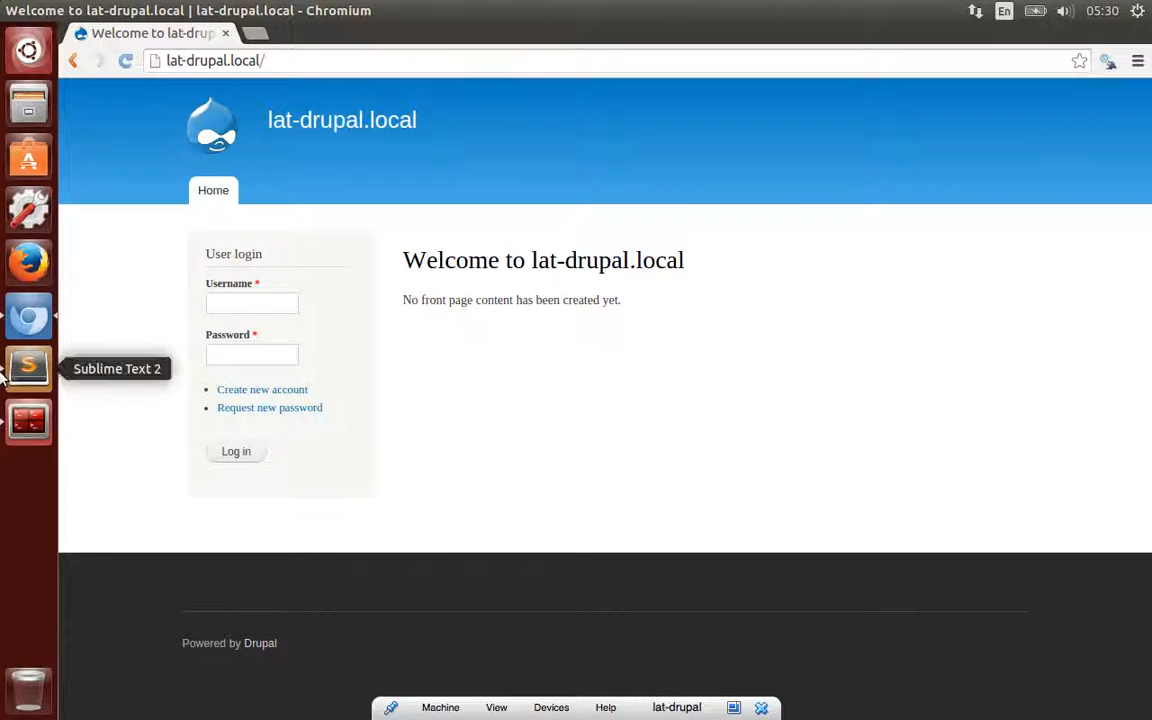 Welcome to lat-drupal.local | lat-drupal.local - Chromium
En
05:30
Welcome to lat-drup
lat-drupal.local/
lat-drupal.local
Home
User login
Username *
Password *
Create new account
Request new password
Log in
Welcome to lat-drupal.local
No front page content has been created yet.
Sublime Text 2
Powered by Drupal
Machine View Devices Help lat-drupal